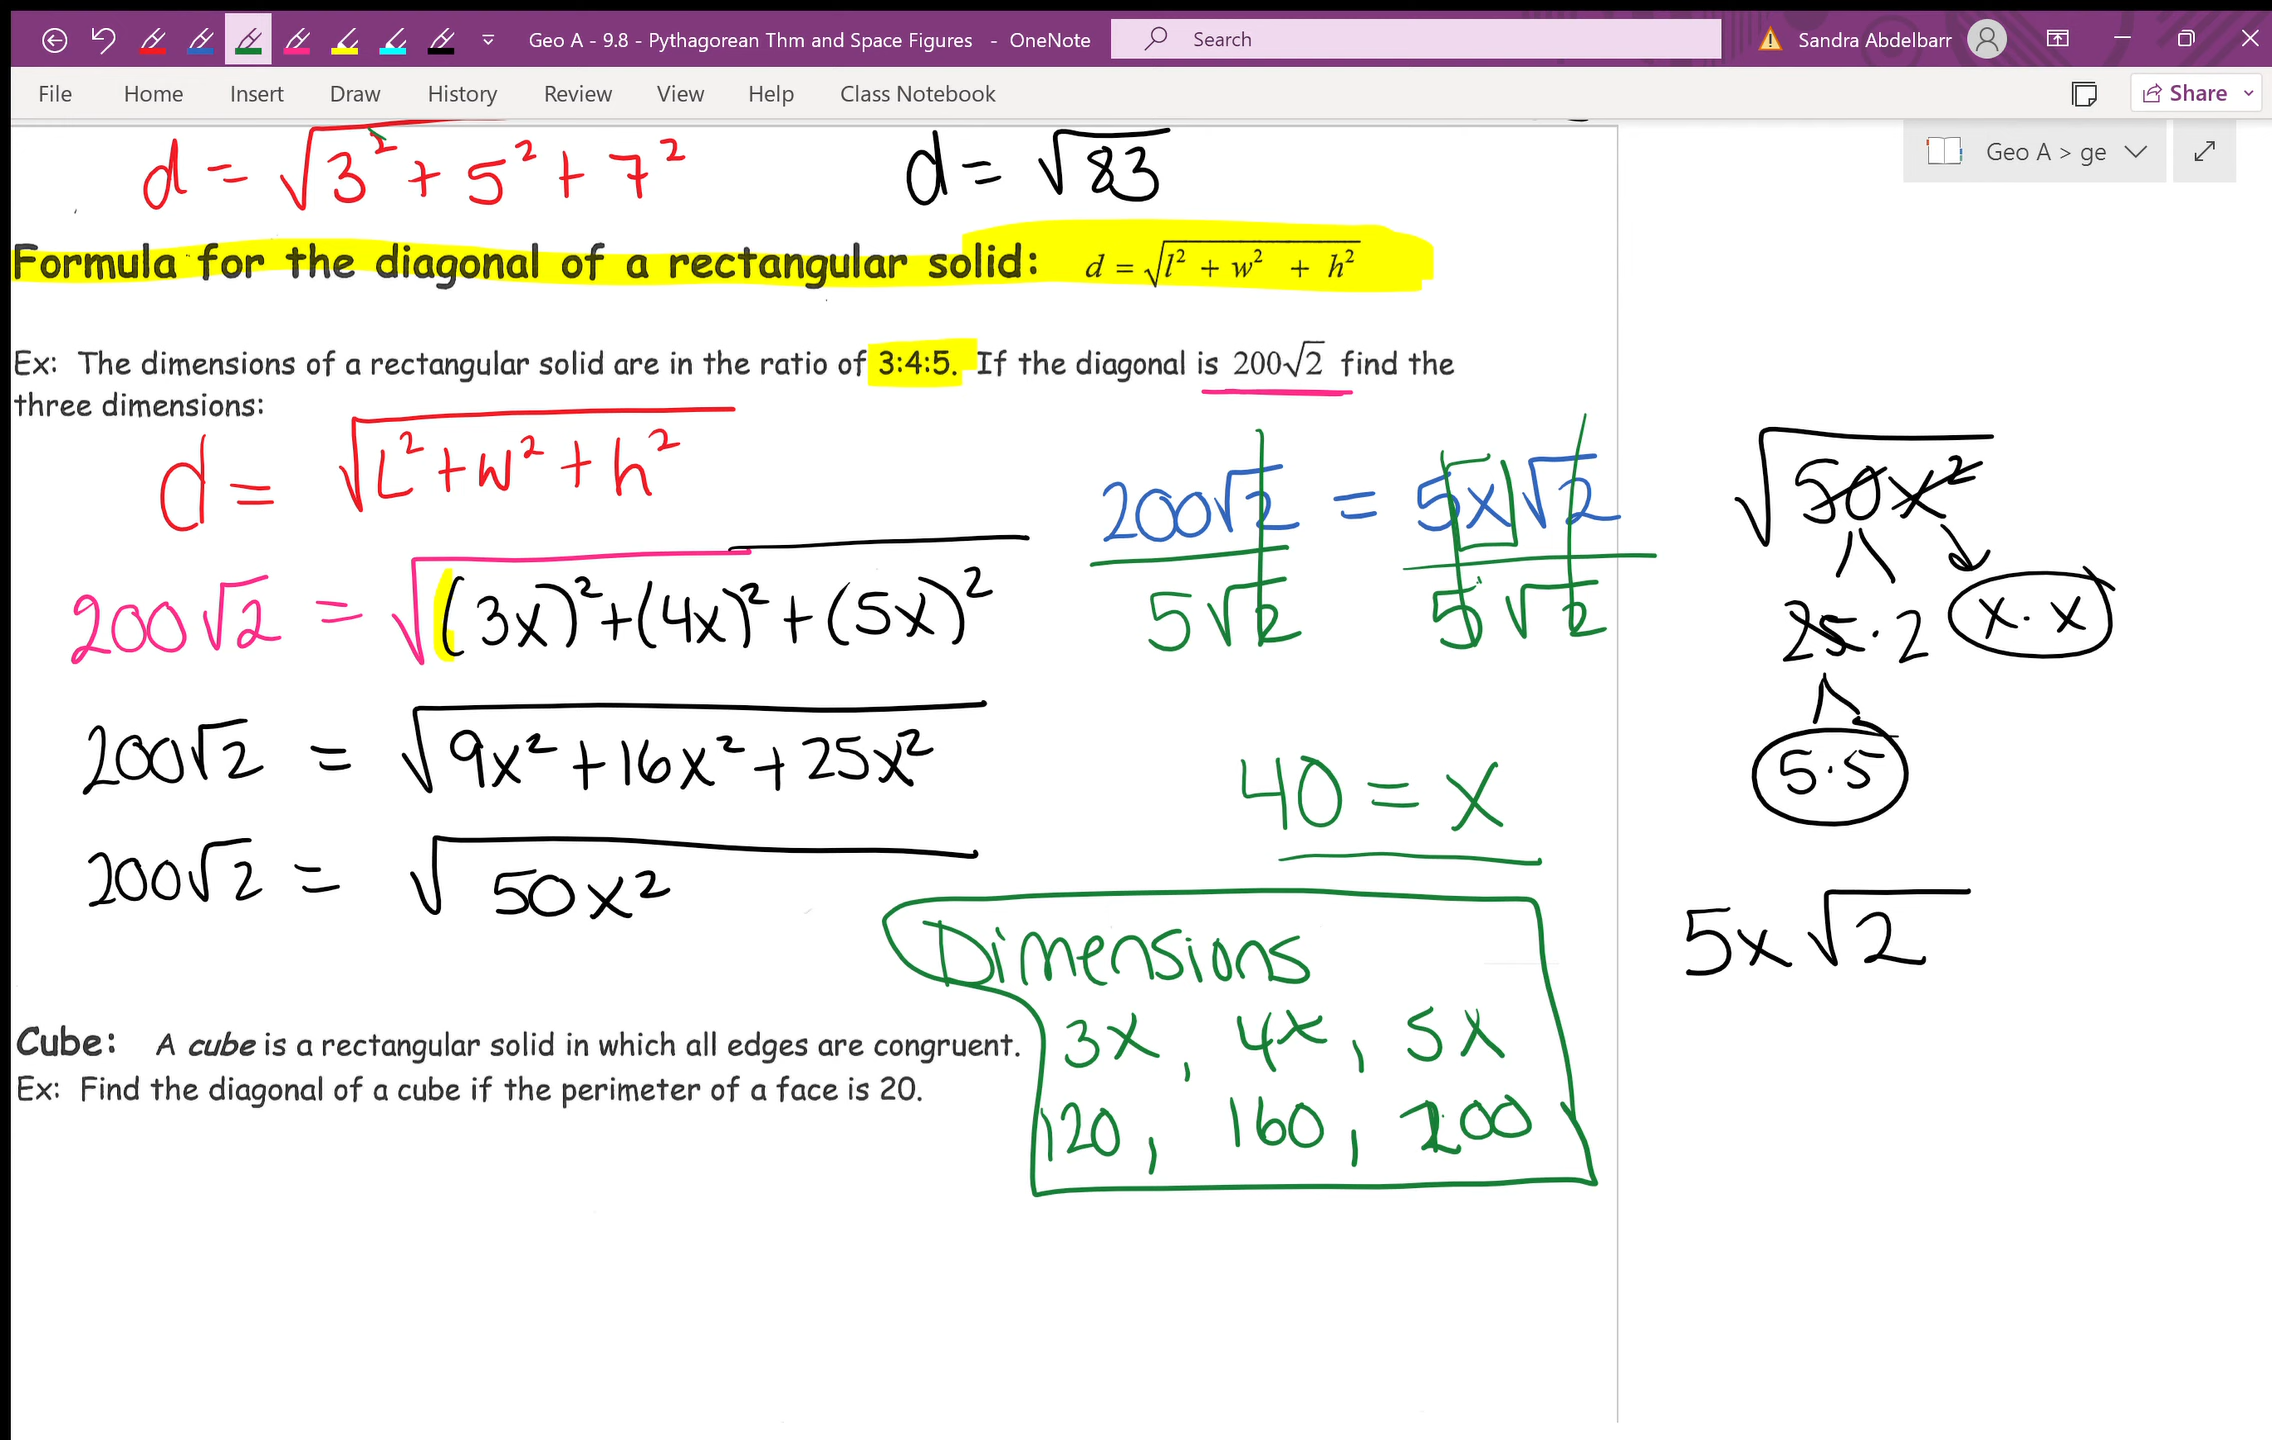 Geo A - 9.8 - Pythagorean Thm and Space Figures - OneNote
Search
Sandra Abdelbarr
File Home Insert Draw History Review View Help Class Notebook
Share
Geo A > ge
d = √3² + 5² + 7²
d = √83
Formula for the diagonal of a rectangular solid: d = √l² + w² + h²
Ex: The dimensions of a rectangular solid are in the ratio of 3:4:5. If the diagonal is 200√2 find the
three dimensions:
d = √L² + w² + h²
200√2 = √(3x)² + (4x)² + (5x)²
200√2 = √9x² + 16x² + 25x²
200√2 = √50x²
200√2 = 5x√2
5√2 5√2
40 = x
Dimensions
3x, 4x, 5x
120, 160, 200
√50x²
25·2 x·x
5·5
5x√2
Cube: A cube is a rectangular solid in which all edges are congruent.
Ex: Find the diagonal of a cube if the perimeter of a face is 20.